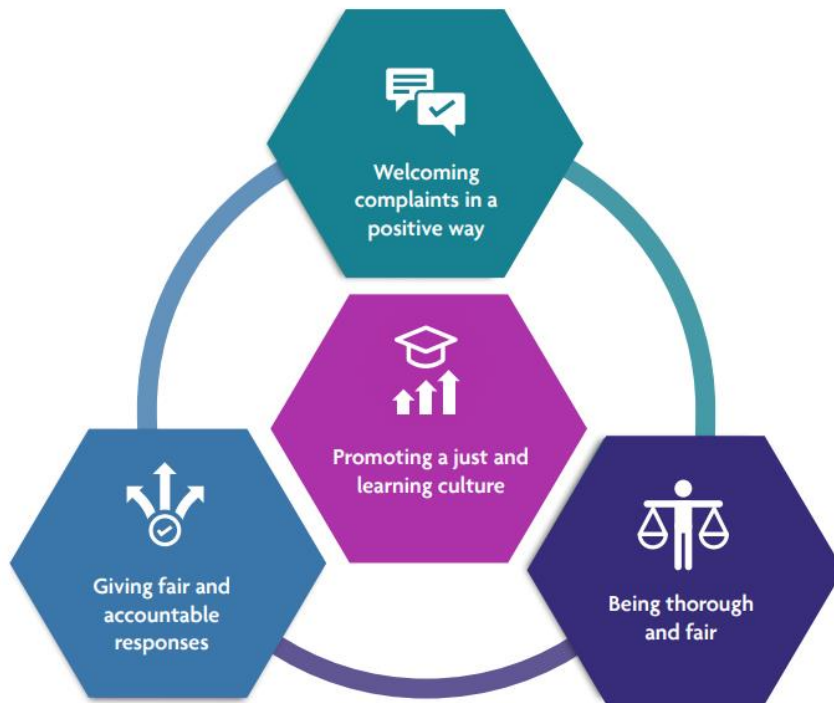 Welcoming
complaints in a
positive way
Promoting a just and
learning culture
Giving fair and
accountable
responses
Being thorough
and fair